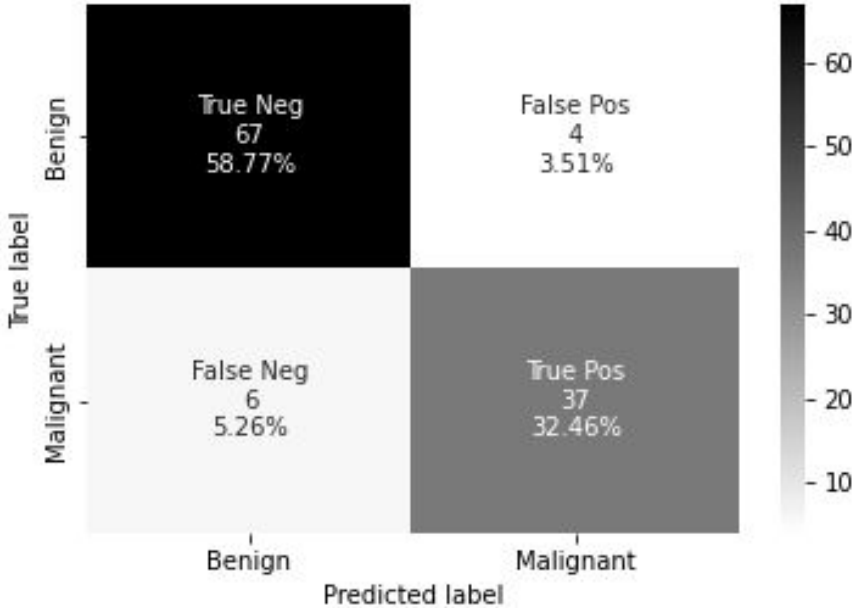 True Neg
67
58.77%
False Pos
4
3.51%
False Neg
6
5.26%
True Pos
37
32.46%
Benign
Malignant
True label
Benign
Malignant
Predicted label
60
50
40
30
20
10